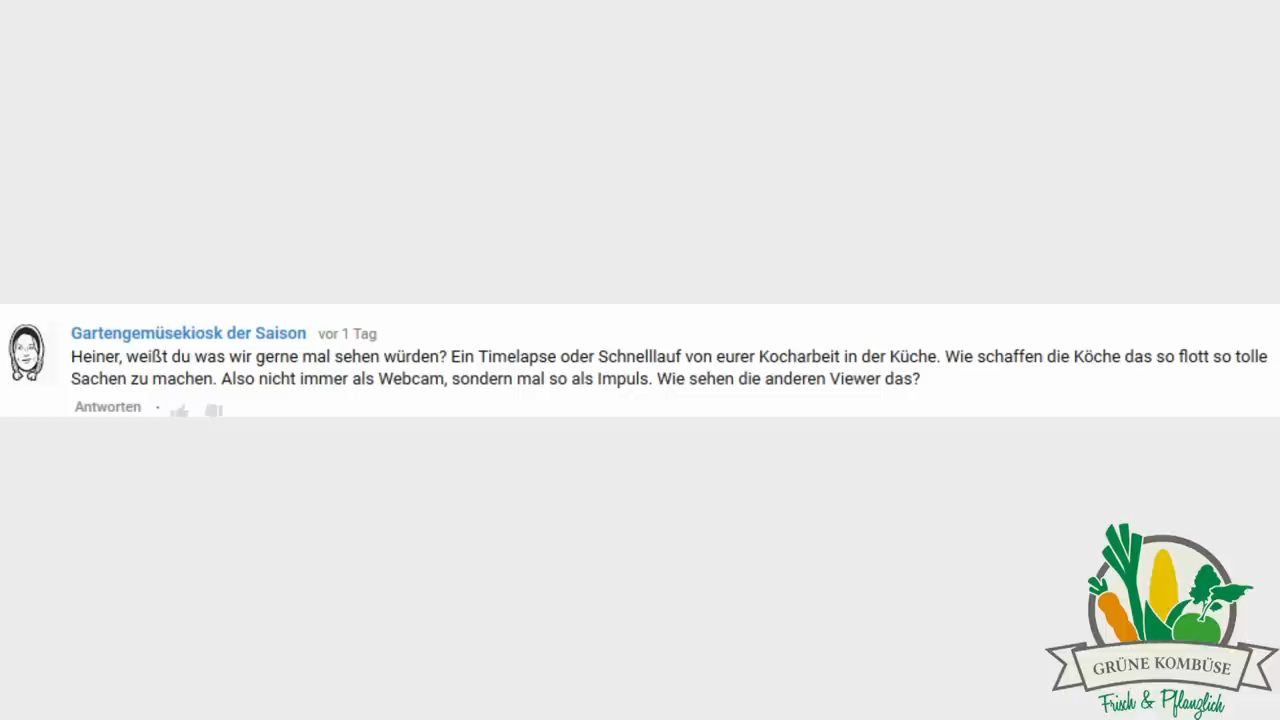 Gartengemüsekiosk der Saison vor 1 Tag
Heiner, weißt du was wir gerne mal sehen würden? Ein Timelapse oder Schnelllauf von eurer Kocharbeit in der Küche. Wie schaffen die Köche das so flott so tolle
Sachen zu machen. Also nicht immer als Webcam, sondern mal so als Impuls. Wie sehen die anderen Viewer das?
Antworten ·
GRÜNE KOMBÜSE
Frisch & Pflanzlich